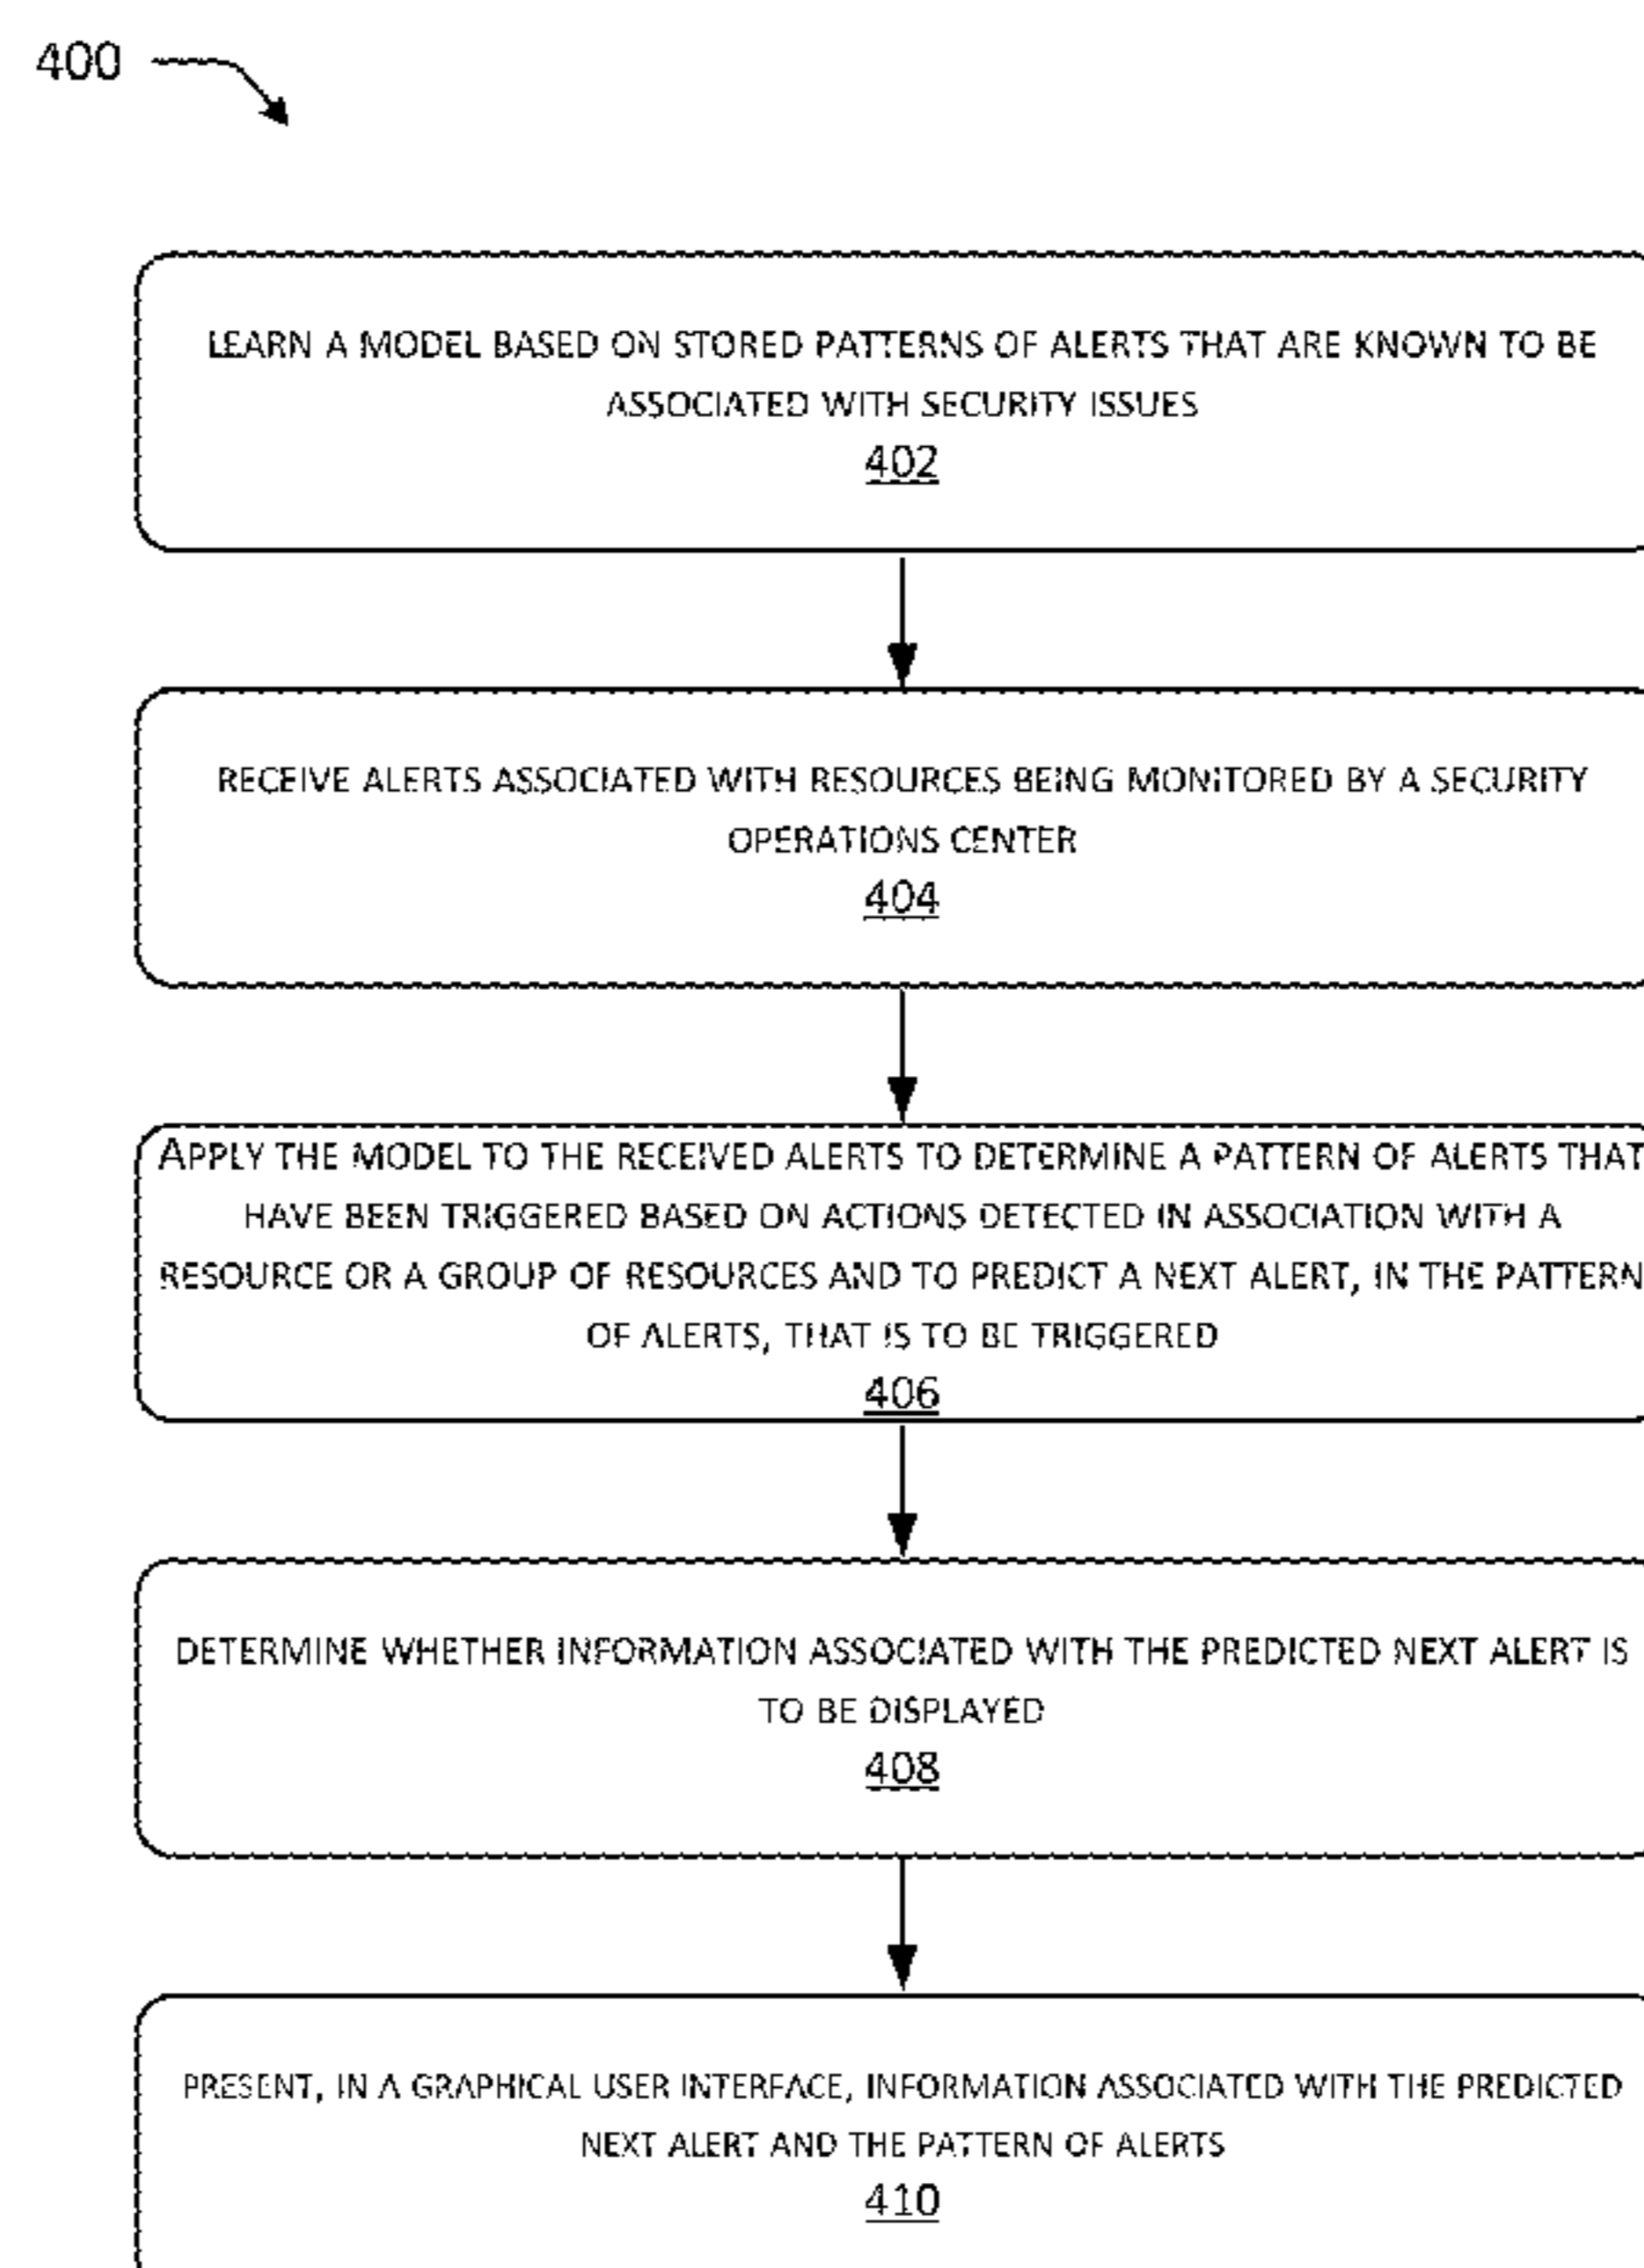 400
LEARN A MODEL BASED ON STORED PATTERNS OF ALERTS THAT ARE KNOWN TO BE
ASSOCIATED WITH SECURITY ISSUES
402
RECEIVE ALERTS ASSOCIATED WITH RESOURCES BEING MONITORED BY A SECURITY
OPERATIONS CENTER
404
APPLY THE MODEL TO THE RECEIVED ALERTS TO DETERMINE A PATTERN OF ALERTS THAT
HAVE BEEN TRIGGERED BASED ON ACTIONS DETECTED IN ASSOCIATION WITH A
RESOURCE OR A GROUP OF RESOURCES AND TO PREDICT A NEXT ALERT, IN THE PATTERN
OF ALERTS, THAT IS TO BE TRIGGERED
406
DETERMINE WHETHER INFORMATION ASSOCIATED WITH THE PREDICTED NEXT ALERT IS
TO BE DISPLAYED
408
PRESENT, IN A GRAPHICAL USER INTERFACE, INFORMATION ASSOCIATED WITH THE PREDICTED
NEXT ALERT AND THE PATTERN OF ALERTS
410